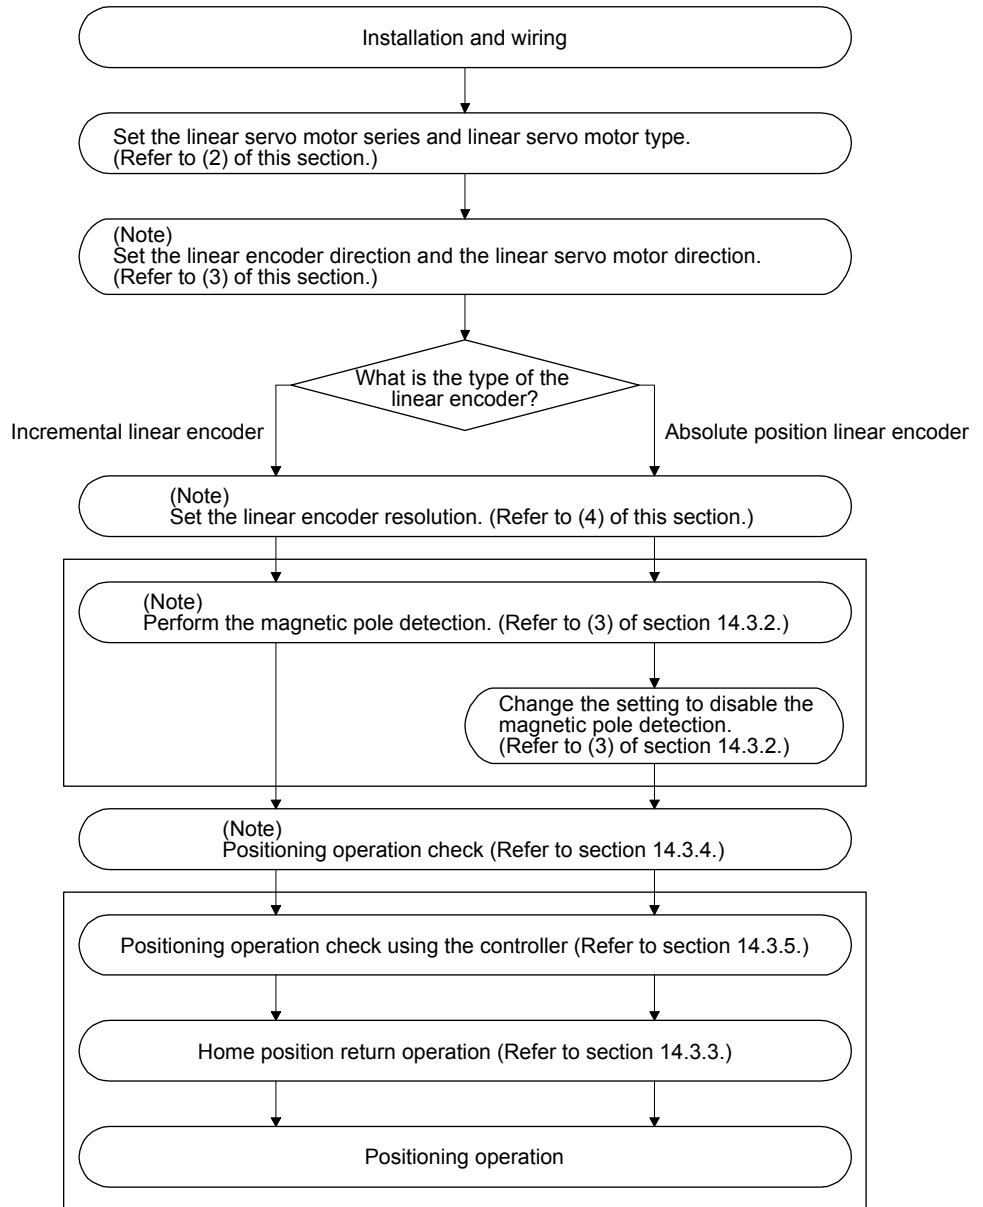 Installation and wiring
Set the linear servo motor series and linear servo motor type.
(Refer to (2) of this section.)
(Note)
Set the linear encoder direction and the linear servo motor direction.
(Refer to (3) of this section.)
What is the type of the
linear encoder?
Incremental linear encoder
Absolute position linear encoder
(Note)
Set the linear encoder resolution. (Refer to (4) of this section.)
(Note)
Perform the magnetic pole detection. (Refer to (3) of section 14.3.2.)
Change the setting to disable the
magnetic pole detection.
(Refer to (3) of section 14.3.2.)
(Note)
Positioning operation check (Refer to section 14.3.4.)
Positioning operation check using the controller (Refer to section 14.3.5.)
Home position return operation (Refer to section 14.3.3.)
Positioning operation